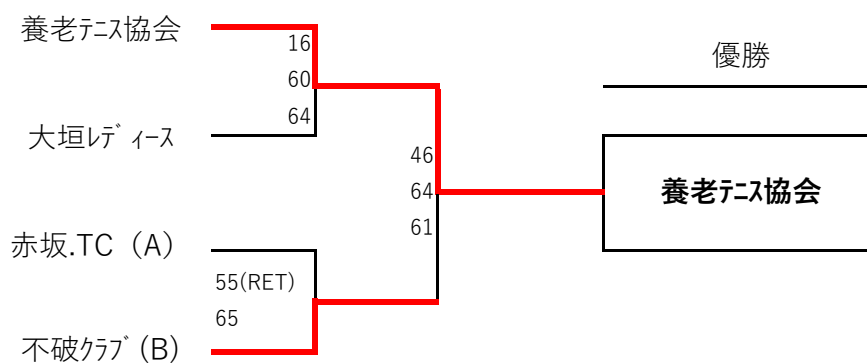 養老テニス協会
16
60
64
大垣レディース
優勝
46
64
61
養老テニス協会
赤坂.TC（A）
55(RET)
65
不破クラブ(B)